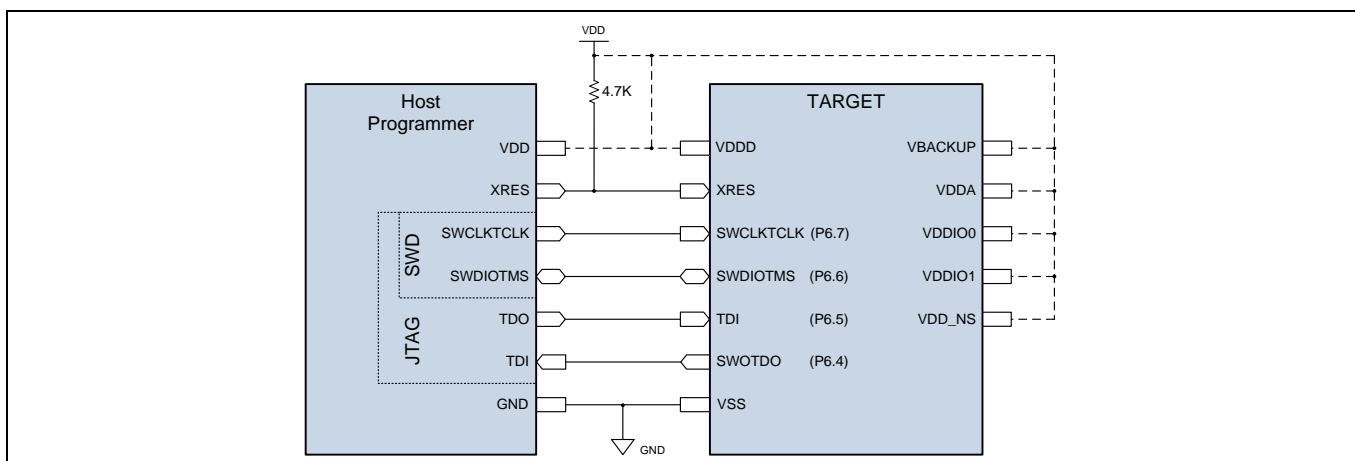 VDD
4.7K
Host
Programmer
VDD
XRES
SWCLKTCLK
SWDIOTMS
TDO
TDI
GND
SWD
JTAG
TARGET
VDDD
XRES
SWCLKTCLK (P6.7)
SWDIOTMS (P6.6)
TDI (P6.5)
SWOTDO (P6.4)
VSS
VBACKUP
VDDA
VDDIO0
VDDIO1
VDD_NS
GND